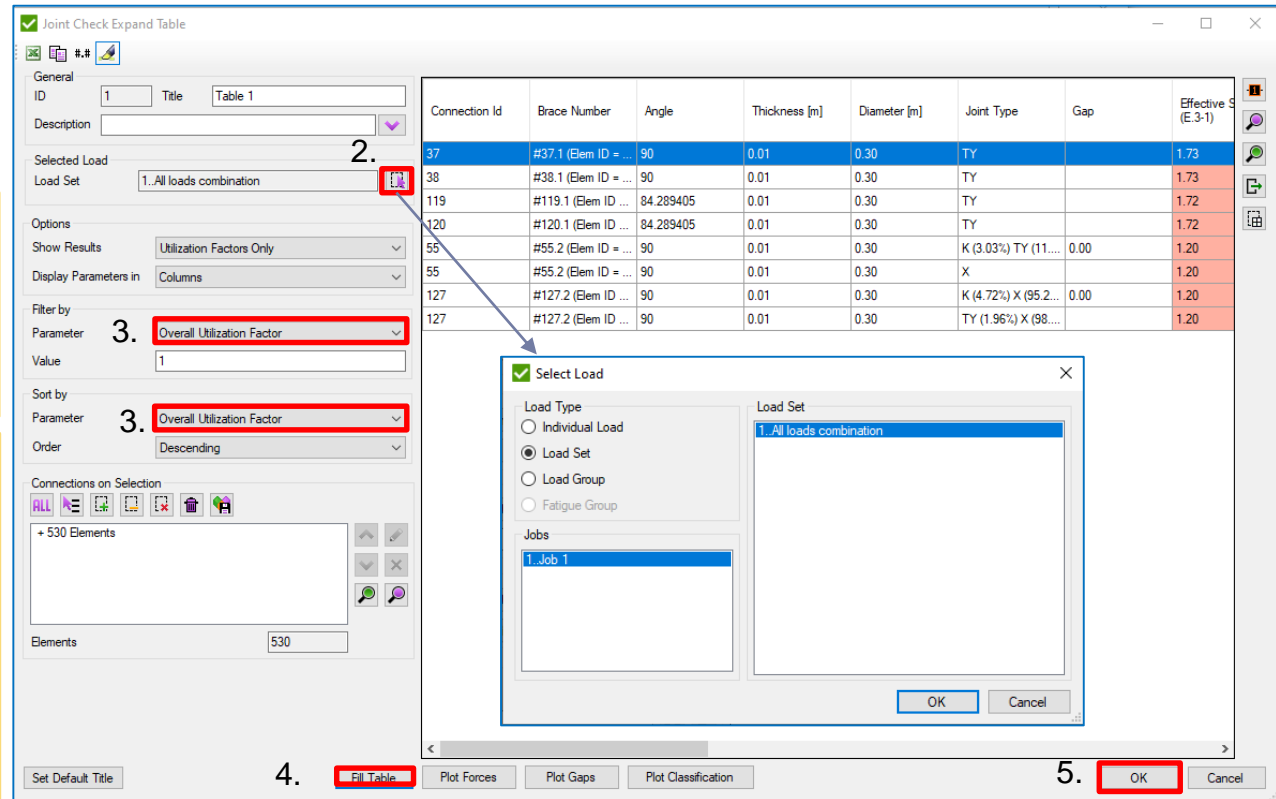 Joint Check Expand Table
#.#
General
ID 1 Title Table 1
Description
2.
Selected Load
Load Set 1..All loads combination
Options
Show Results Utilization Factors Only
Display Parameters in Columns
Filter by
Parameter 3. Overall Utilization Factor
Value 1
Sort by
Parameter 3. Overall Utilization Factor
Order Descending
Connections on Selection
ALL
+ 530 Elements
Elements 530
Set Default Title 4. Fill Table Plot Forces Plot Gaps Plot Classification 5. OK Cancel
Connection Id Brace Number Angle Thickness [m] Diameter [m] Joint Type Gap Effective S
(E.3-1)
37 #37.1 (Elem ID = ... 90 0.01 0.30 TY 1.73
38 #38.1 (Elem ID = ... 90 0.01 0.30 TY 1.73
119 #119.1 (Elem ID ... 84.289405 0.01 0.30 TY 1.72
120 #120.1 (Elem ID ... 84.289405 0.01 0.30 TY 1.72
55 #55.2 (Elem ID = ... 90 0.01 0.30 K (3.03%) TY (11.... 0.00 1.20
55 #55.2 (Elem ID = ... 90 0.01 0.30 X 1.20
127 #127.2 (Elem ID ... 90 0.01 0.30 K (4.72%) X (95.2... 0.00 1.20
127 #127.2 (Elem ID ... 90 0.01 0.30 TY (1.96%) X (98.... 1.20
Select Load
Load Type
Individual Load
Load Set
Load Group
Fatigue Group
Jobs
1..Job 1
Load Set
1..All loads combination
OK Cancel